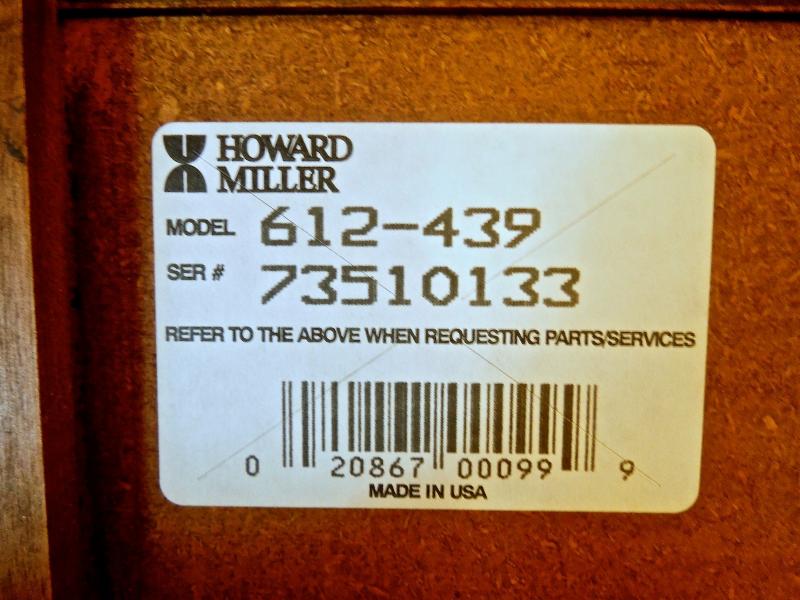 HOWARD
MILLER
MODEL 612-439
SER # 73510133
REFER TO THE ABOVE WHEN REQUESTING PARTS/SERVICES
0 20867 00099 9
MADE IN USA